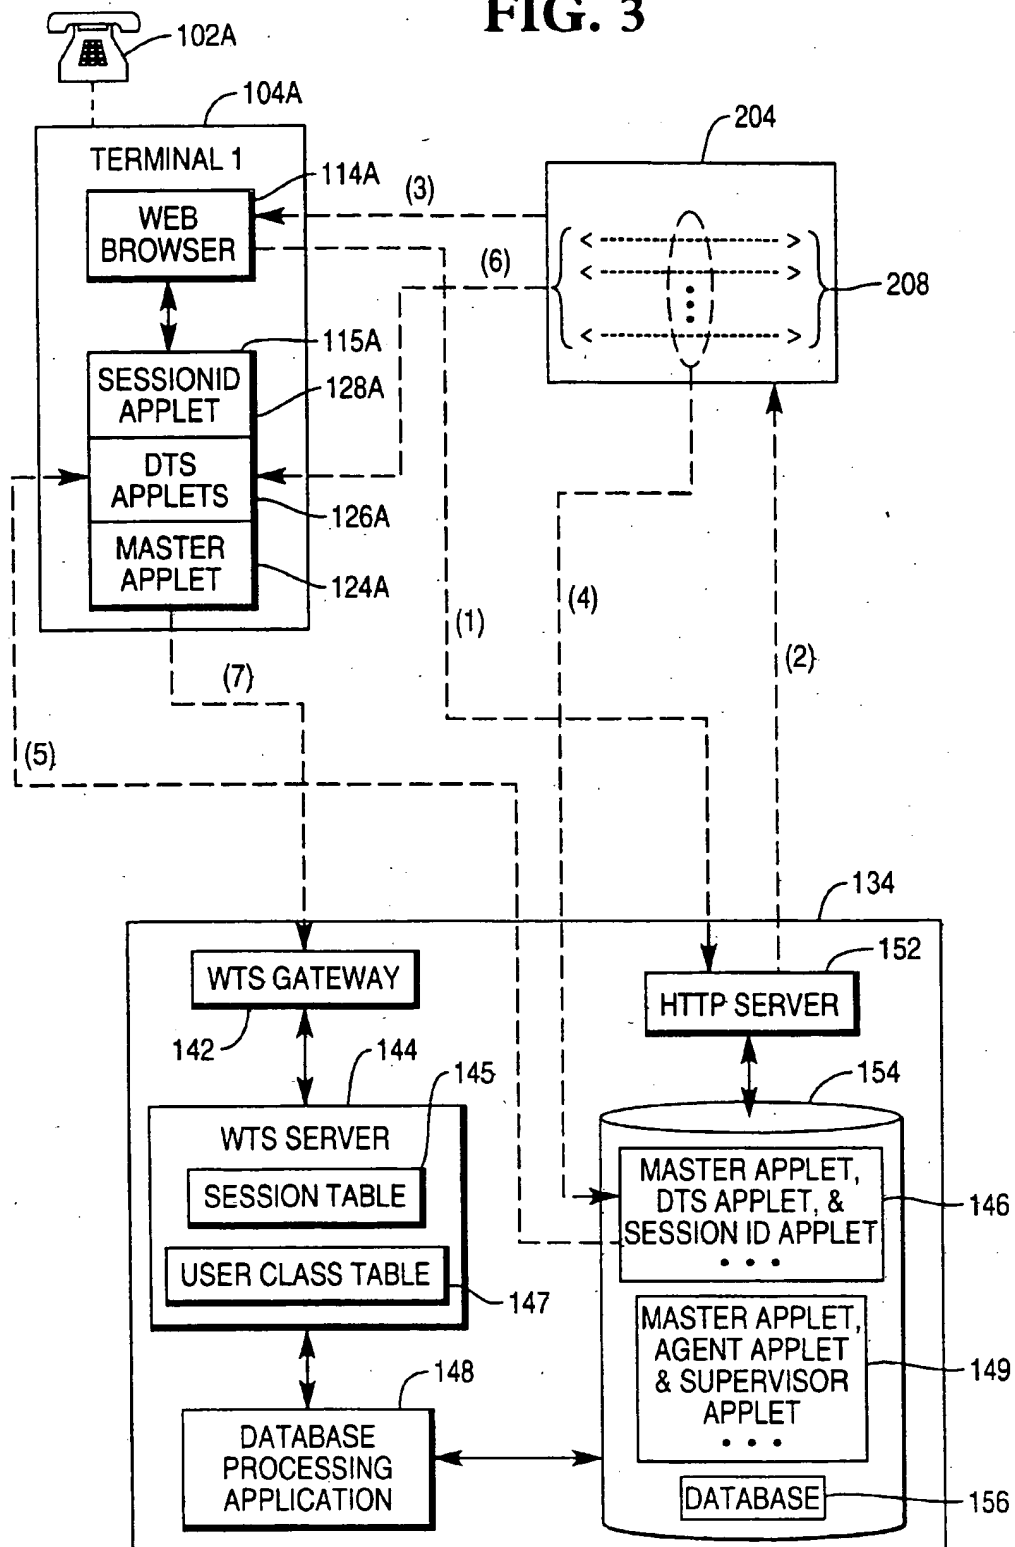 FIG. 3
102A
104A
TERMINAL 1
114A
WEB
BROWSER
(3)
204
(6)
208
115A
SESSIONID
APPLET
128A
DTS
APPLETS
126A
MASTER
APPLET
124A
(1)
(4)
(2)
(7)
(5)
134
WTS GATEWAY
142
152
HTTP SERVER
144
145
154
WTS SERVER
SESSION TABLE
USER CLASS TABLE
147
MASTER APPLET,
DTS APPLET, &
SESSION ID APPLET
• • •
146
MASTER APPLET,
AGENT APPLET
& SUPERVISOR
APPLET
• • •
149
148
DATABASE
PROCESSING
APPLICATION
DATABASE
156